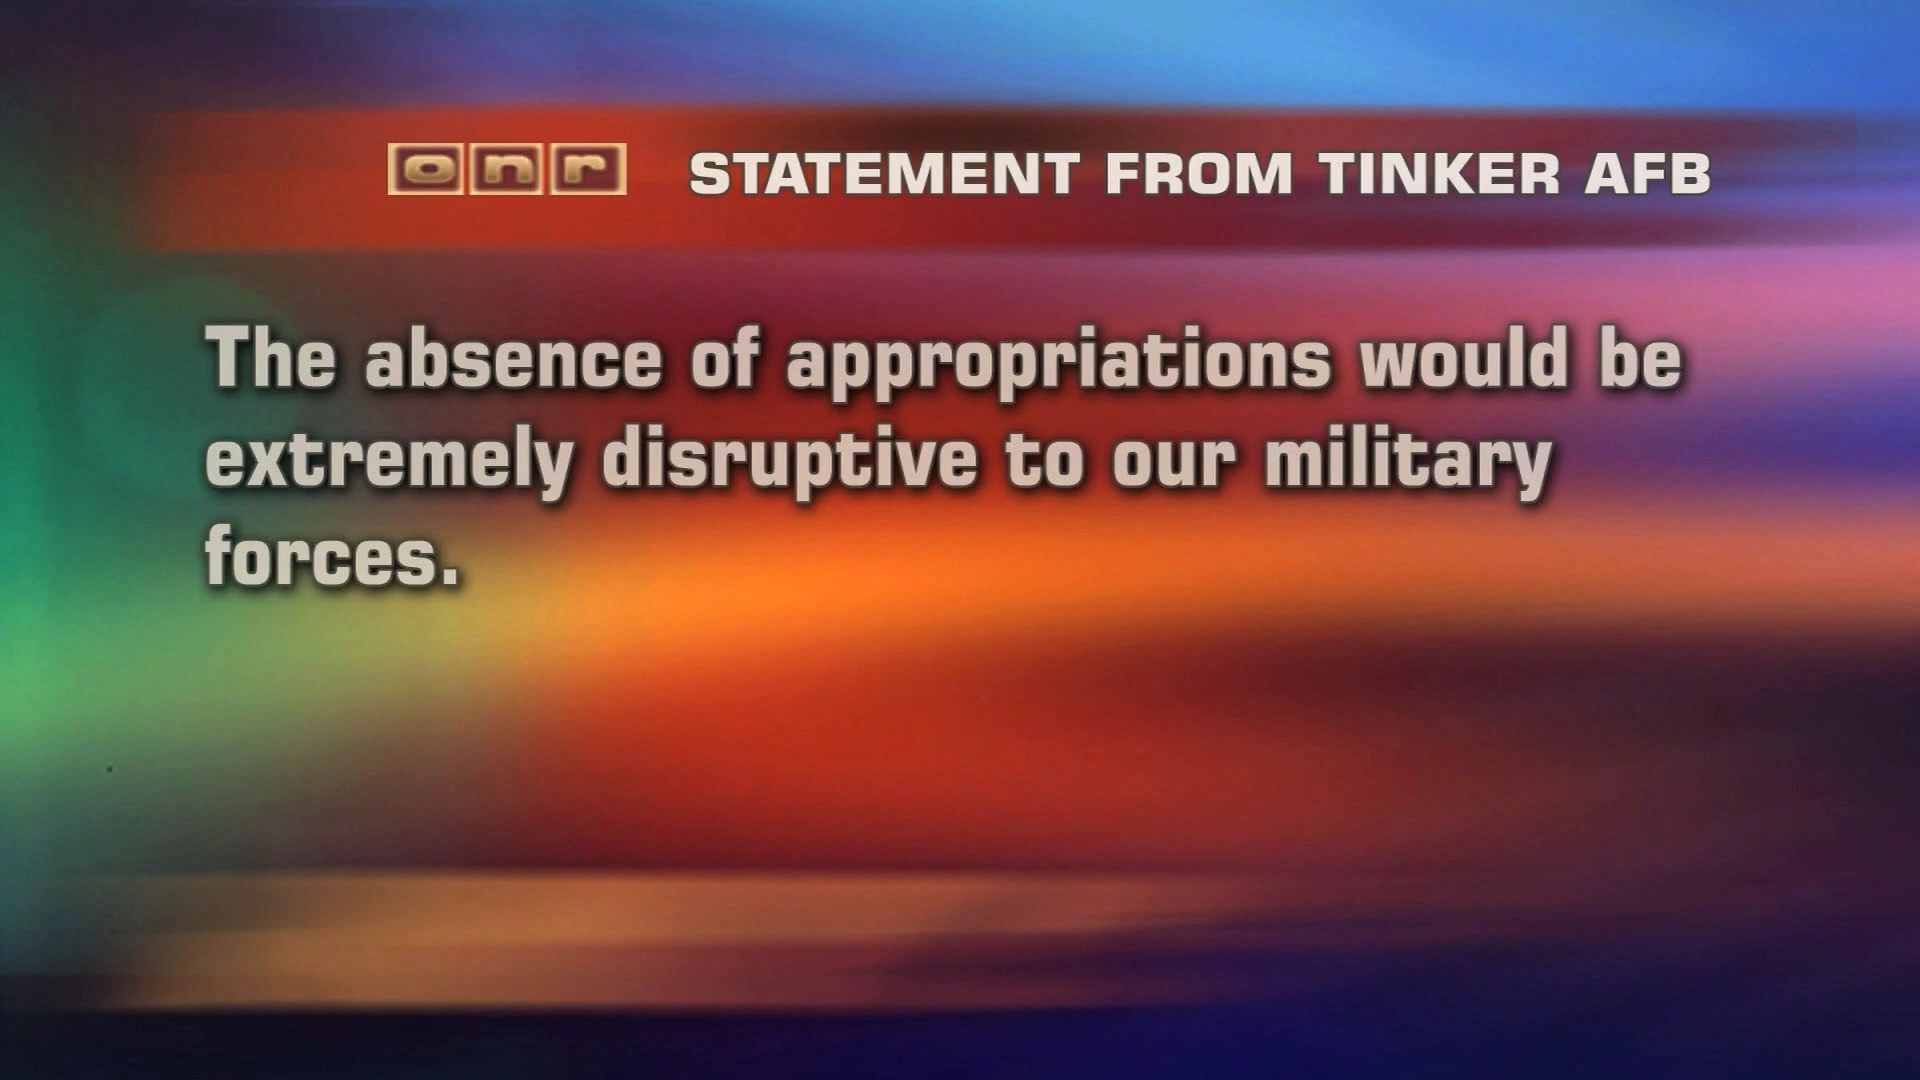 onr STATEMENT FROM TINKER AFB
The absence of appropriations would be
extremely disruptive to our military
forces.